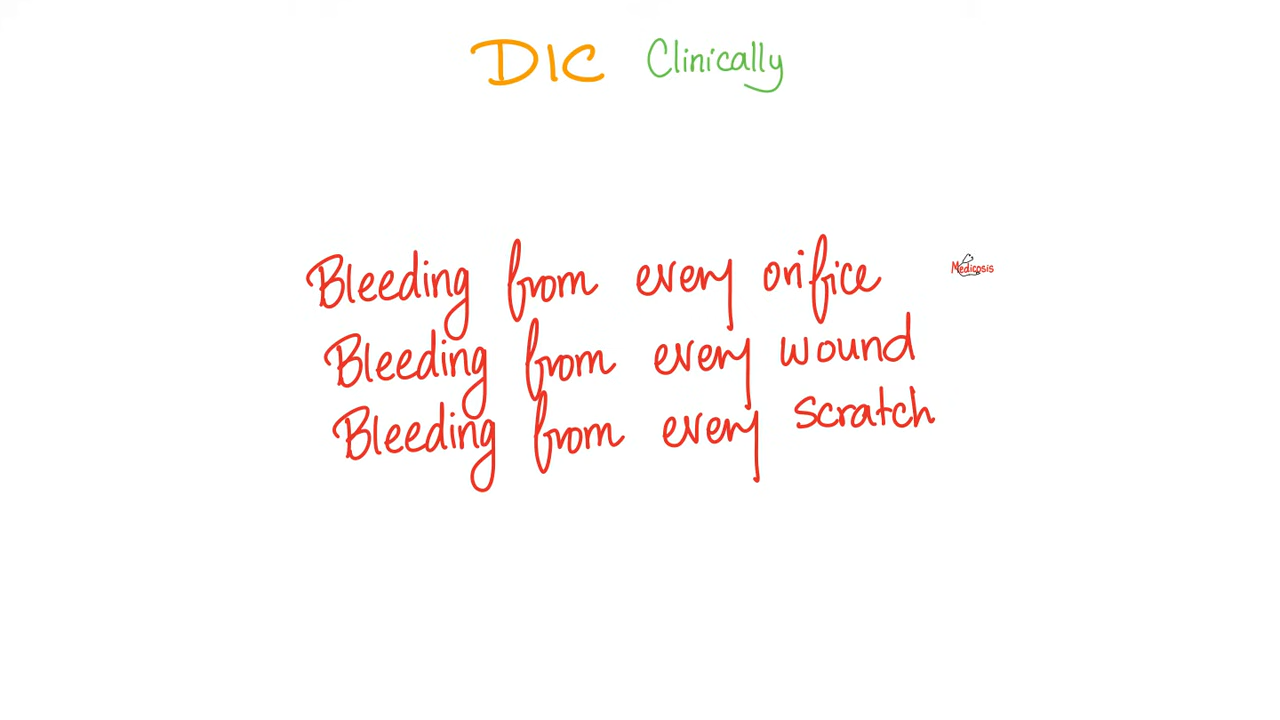 DIC Clinically
Bleeding from every orifice
Medicosis
Bleeding from every wound
Bleeding from every scratch